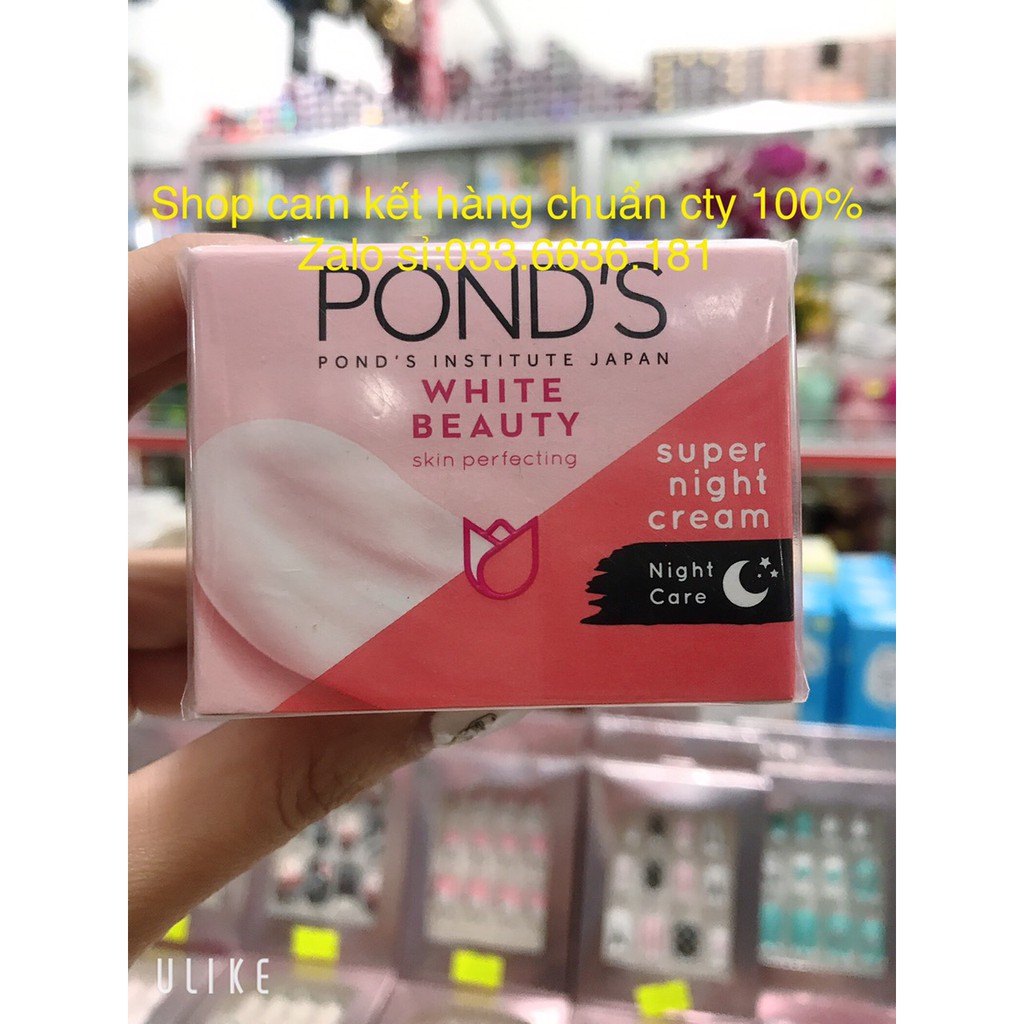 Shop cam kết hàng chuẩn cty 100%
Zalo sỉ:033.6636.181
POND'S
POND'S INSTITUTE JAPAN
WHITE
BEAUTY
skin perfecting
super
night
cream
Night
Care
ULIKE